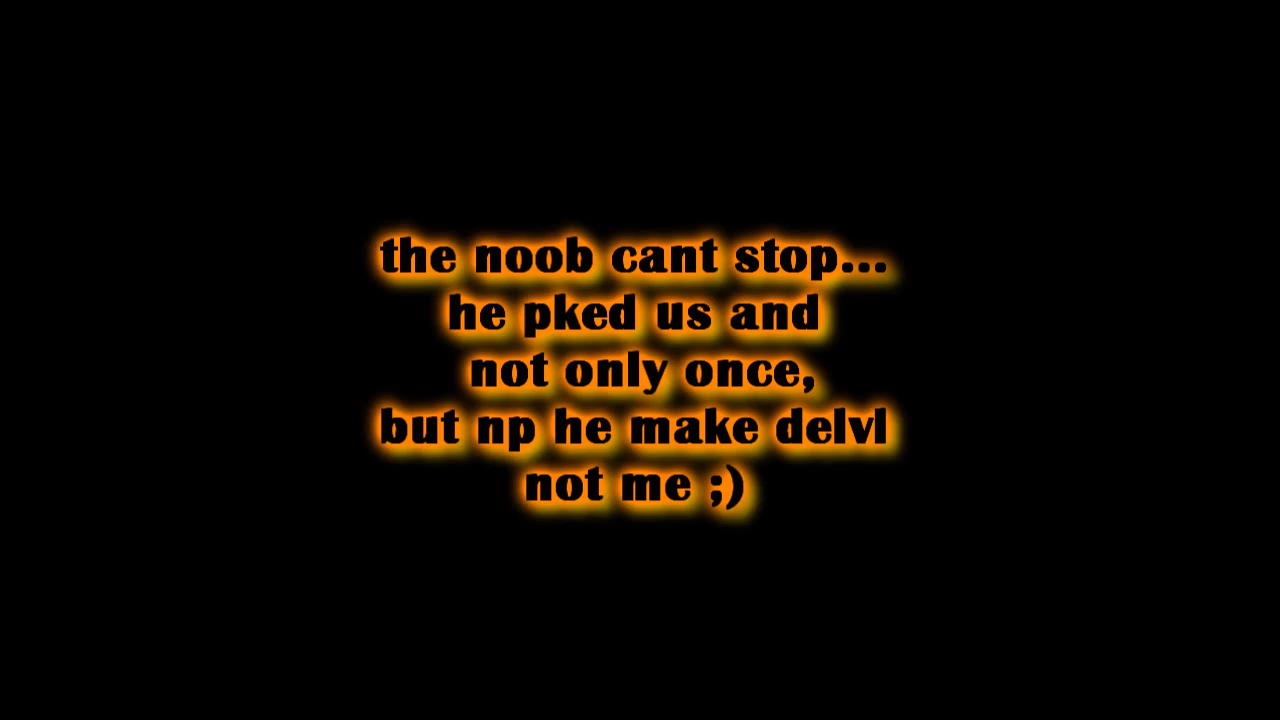 the noob cant stop...
he pked us and
not only once,
but np he make delvl
not me ;)